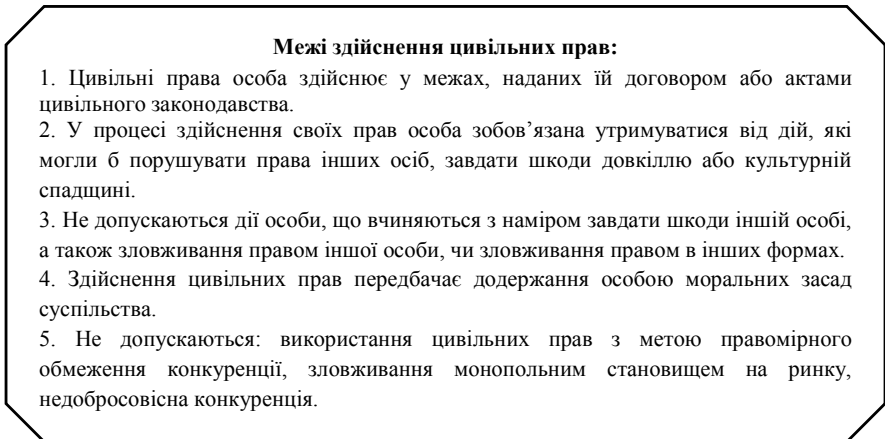 Межі здійснення цивільних прав:
1. Цивільні права особа здійснює у межах, наданих їй договором або актами
цивільного законодавства.
2. У процесі здійснення своїх прав особа зобов’язана утримуватися від дій, які
могли б порушувати права інших осіб, завдати шкоди довкіллю або культурній
спадщині.
3. Не допускаються дії особи, що вчиняються з наміром завдати шкоди іншій особі,
а також зловживання правом іншої особи, чи зловживання правом в інших формах.
4. Здійснення цивільних прав передбачає додержання особою моральних засад
суспільства.
5. Не допускаються: використання цивільних прав з метою правомірного
обмеження конкуренції, зловживання монопольним становищем на ринку,
недобросовісна конкуренція.